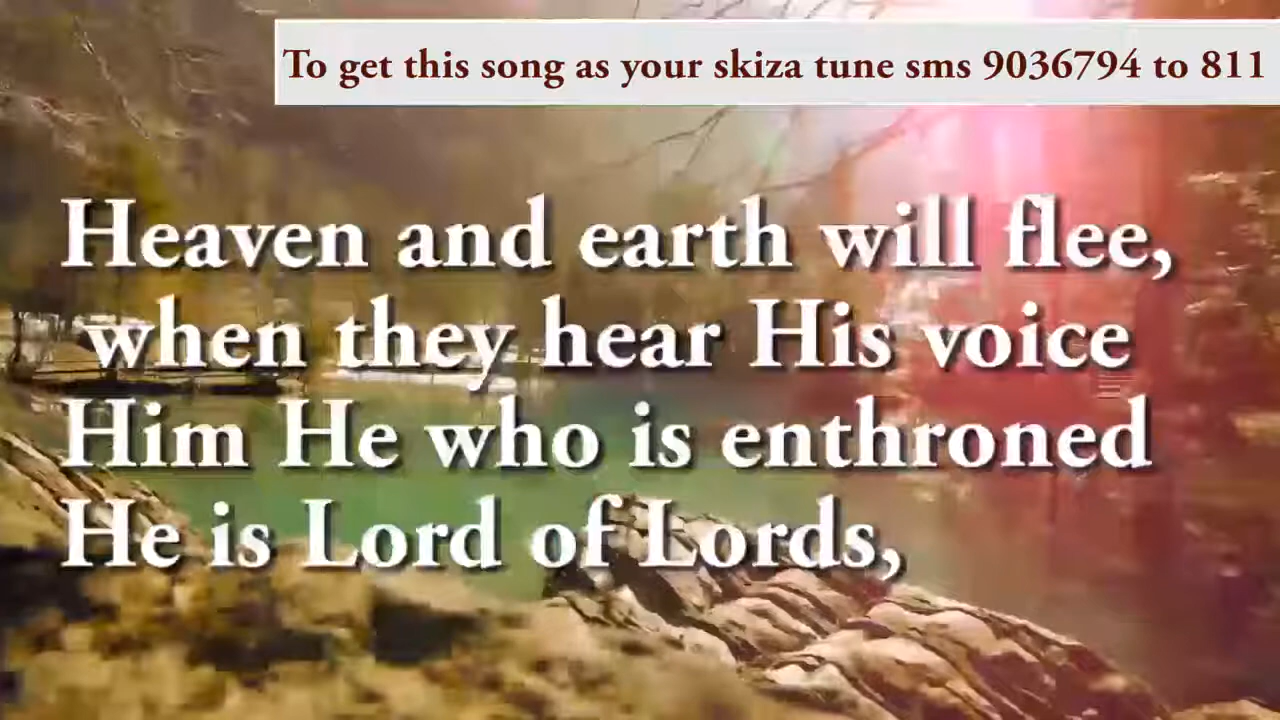 To get this song as your skiza tune sms 9036794 to 811
Heaven and earth will flee,
when they hear His voice
Him He who is enthroned
He is Lord of Lords,